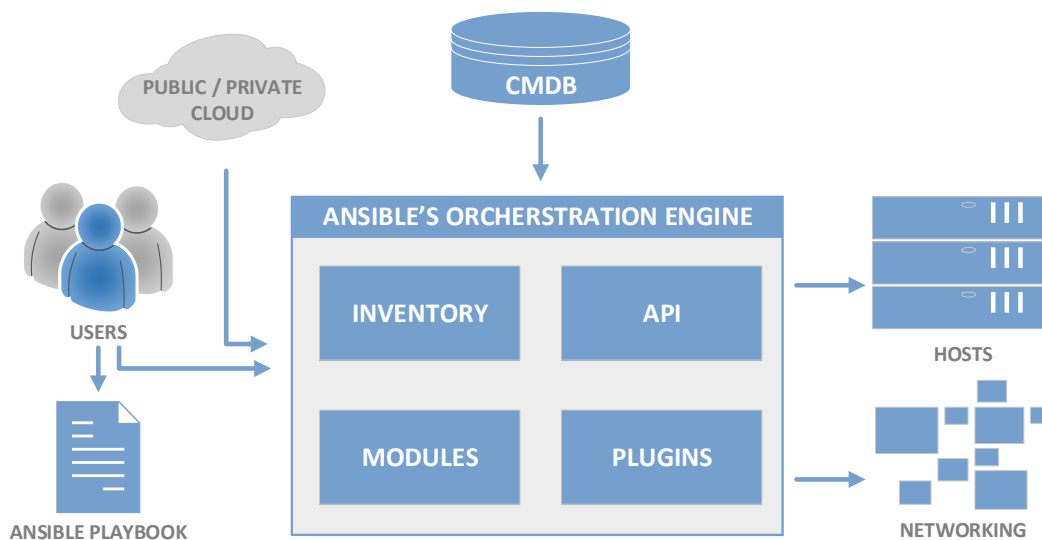 PUBLIC / PRIVATE
CLOUD
CMDB
USERS
ANSIBLE PLAYBOOK
ANSIBLE'S ORCHERSTRATION ENGINE
INVENTORY
API
MODULES
PLUGINS
HOSTS
NETWORKING